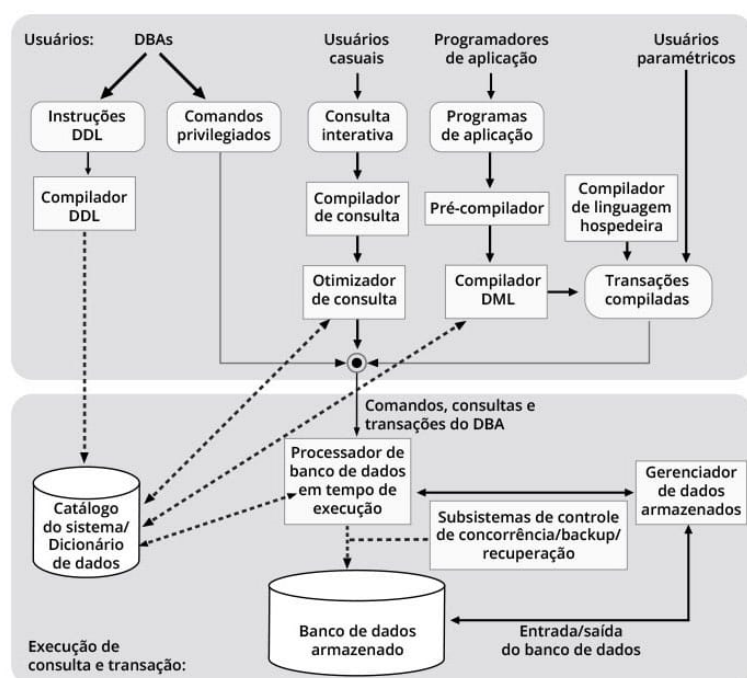 Usuários:
DBAs
Usuários
casuais
Programadores
de aplicação
Usuários
paramétricos
Instruções
DDL
Comandos
privilegiados
Consulta
interativa
Programas
de aplicação
Compilador
DDL
Compilador
de consulta
Pré-compilador
Compilador
de linguagem
hospedeira
Otimizador
de consulta
Compilador
DML
Transações
compiladas
Comandos, consultas e
transações do DBA
Processador de
banco de dados
em tempo de
execução
Gerenciador
de dados
armazenados
Catálogo
do sistema/
Dicionário
de dados
Subsistemas de controle
de concorrência/backup/
recuperação
Banco de dados
armazenado
Entrada/saída
do banco de dados
Execução de
consulta e transação: